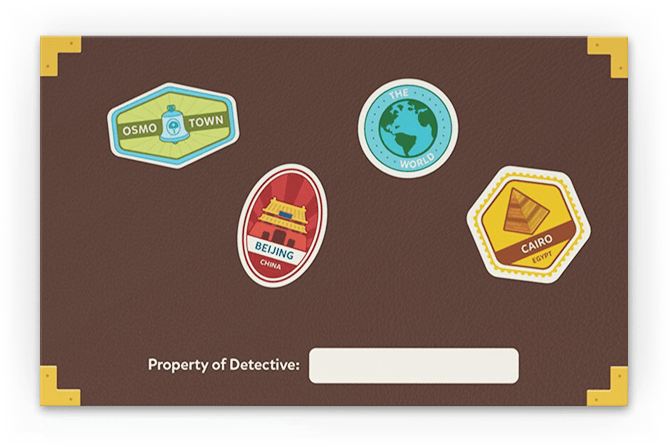 OSMO TOWN
THE
WORLD
BEIJING
CHINA
CAIRO
EGYPT
Property of Detective: